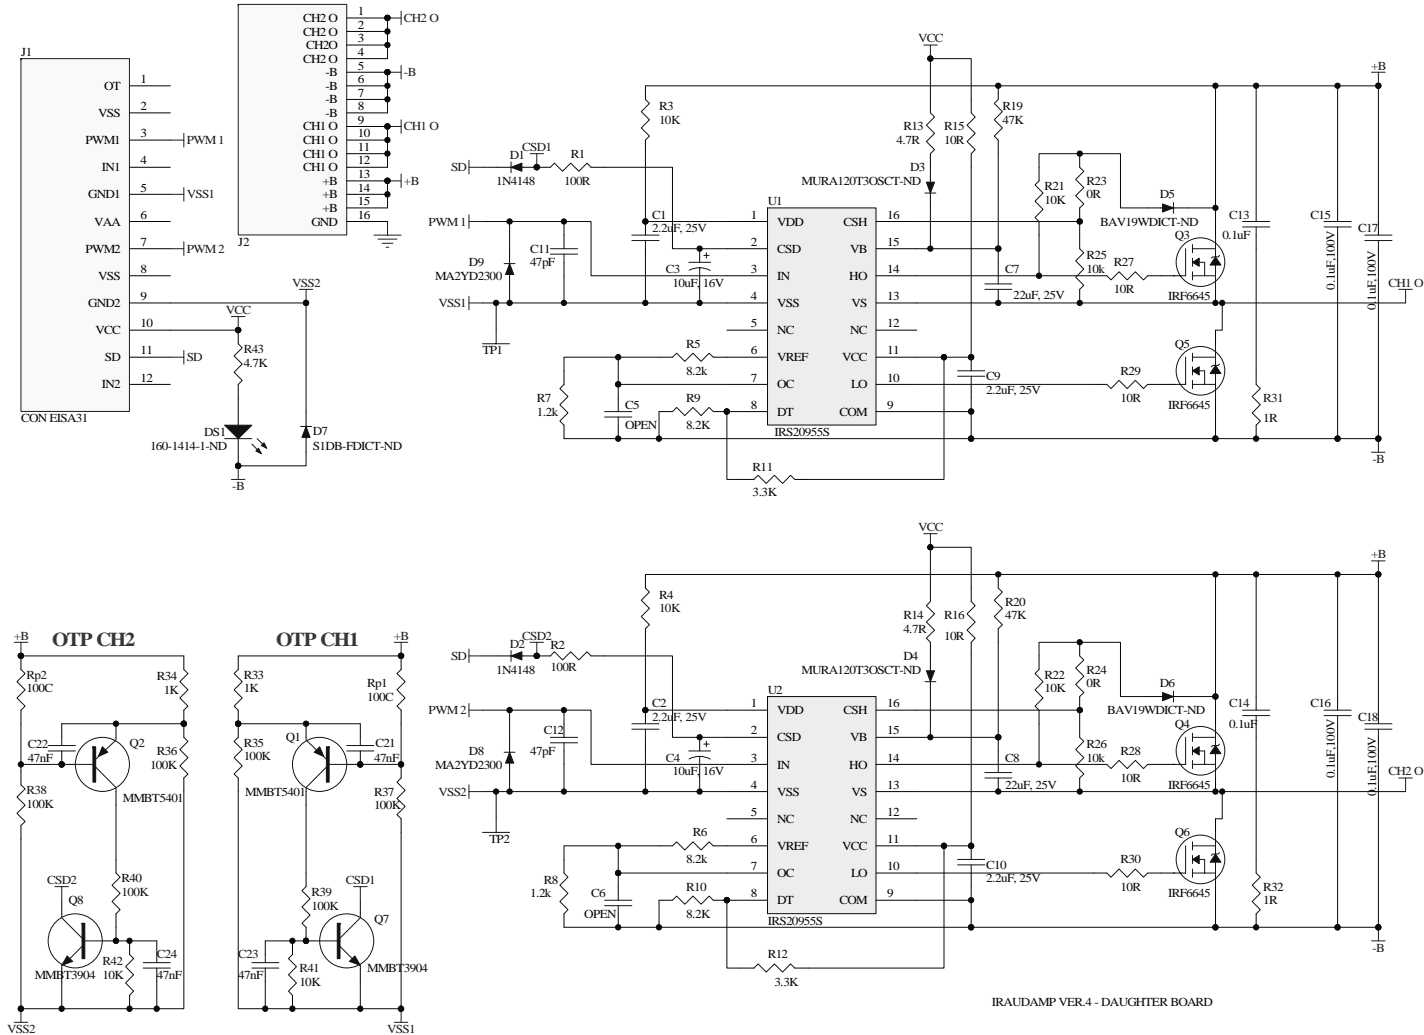 J1
OT 1
VSS 2
PWM1 3 PWM 1
IN1 4
GND1 5 VSS1
VAA 6
PWM2 7 PWM 2
VSS 8
GND2 9
VCC 10
SD 11 SD
IN2 12
CON EISA31
CH2 O 1 CH2 O
CH2 O 2
CH2O 3
CH2 O 4
-B 5 -B
-B 6
-B 7
-B 8
CH1 O 9 CH1 O
CH1 O 10
CH1 O 11
CH1 O 12
+B 13 +B
+B 14
+B 15
GND 16
J2
VSS2
VCC
R43
4.7K
DS1
160-1414-1-ND
D7
S1DB-FDICT-ND
-B
VCC
+B
R3
10K
R13
4.7R
R15
10R
R19
47K
SD
D1
1N4148
CSD1
R1
100R
D3
MURA120T3OSCT-ND
R21
10K
R23
0R
D5
BAV19WDICT-ND
PWM 1
C1
2.2uF, 25V
C11
47pF
D9
MA2YD2300
C3
10uF, 16V
VSS1
TP1
U1
1 VDD CSH 16
2 CSD VB 15
3 IN HO 14
4 VSS VS 13
5 NC NC 12
6 VREF VCC 11
7 OC LO 10
8 DT COM 9
IRS20955S
R25
10k
C7
22uF, 25V
R27
10R
Q3
IRF6645
C13
0.1uF
C15
0.1uF,100V
C17
0.1uF,100V
CH1 O
R5
8.2k
R7
1.2k
C5
OPEN
R9
8.2K
C9
2.2uF, 25V
R29
10R
Q5
IRF6645
R31
1R
-B
R11
3.3K
VCC
+B
R4
10K
R14
4.7R
R16
10R
R20
47K
SD
D2
1N4148
CSD2
R2
100R
D4
MURA120T3OSCT-ND
R22
10K
R24
0R
D6
BAV19WDICT-ND
PWM 2
C2
2.2uF, 25V
C12
47pF
D8
MA2YD2300
C4
10uF, 16V
VSS2
TP2
U2
1 VDD CSH 16
2 CSD VB 15
3 IN HO 14
4 VSS VS 13
5 NC NC 12
6 VREF VCC 11
7 OC LO 10
8 DT COM 9
IRS20955S
R26
10k
C8
22uF, 25V
R28
10R
Q4
IRF6645
C14
0.1uF
C16
0.1uF,100V
C18
0.1uF,100V
CH2 O
R6
8.2k
R8
1.2k
C6
OPEN
R10
8.2K
C10
2.2uF, 25V
R30
10R
Q6
IRF6645
R32
1R
-B
R12
3.3K
OTP CH2
+B
Rp2
100C
R34
1K
C22
47nF
Q2
MMBT5401
R36
100K
R38
100K
R40
100K
CSD2
Q8
MMBT3904
R42
10K
C24
47nF
VSS2
OTP CH1
+B
R33
1K
Rp1
100C
R35
100K
Q1
MMBT5401
C21
47nF
R37
100K
R39
100K
CSD1
Q7
MMBT3904
C23
47nF
R41
10K
VSS1
IRAUDAMP VER.4 - DAUGHTER BOARD